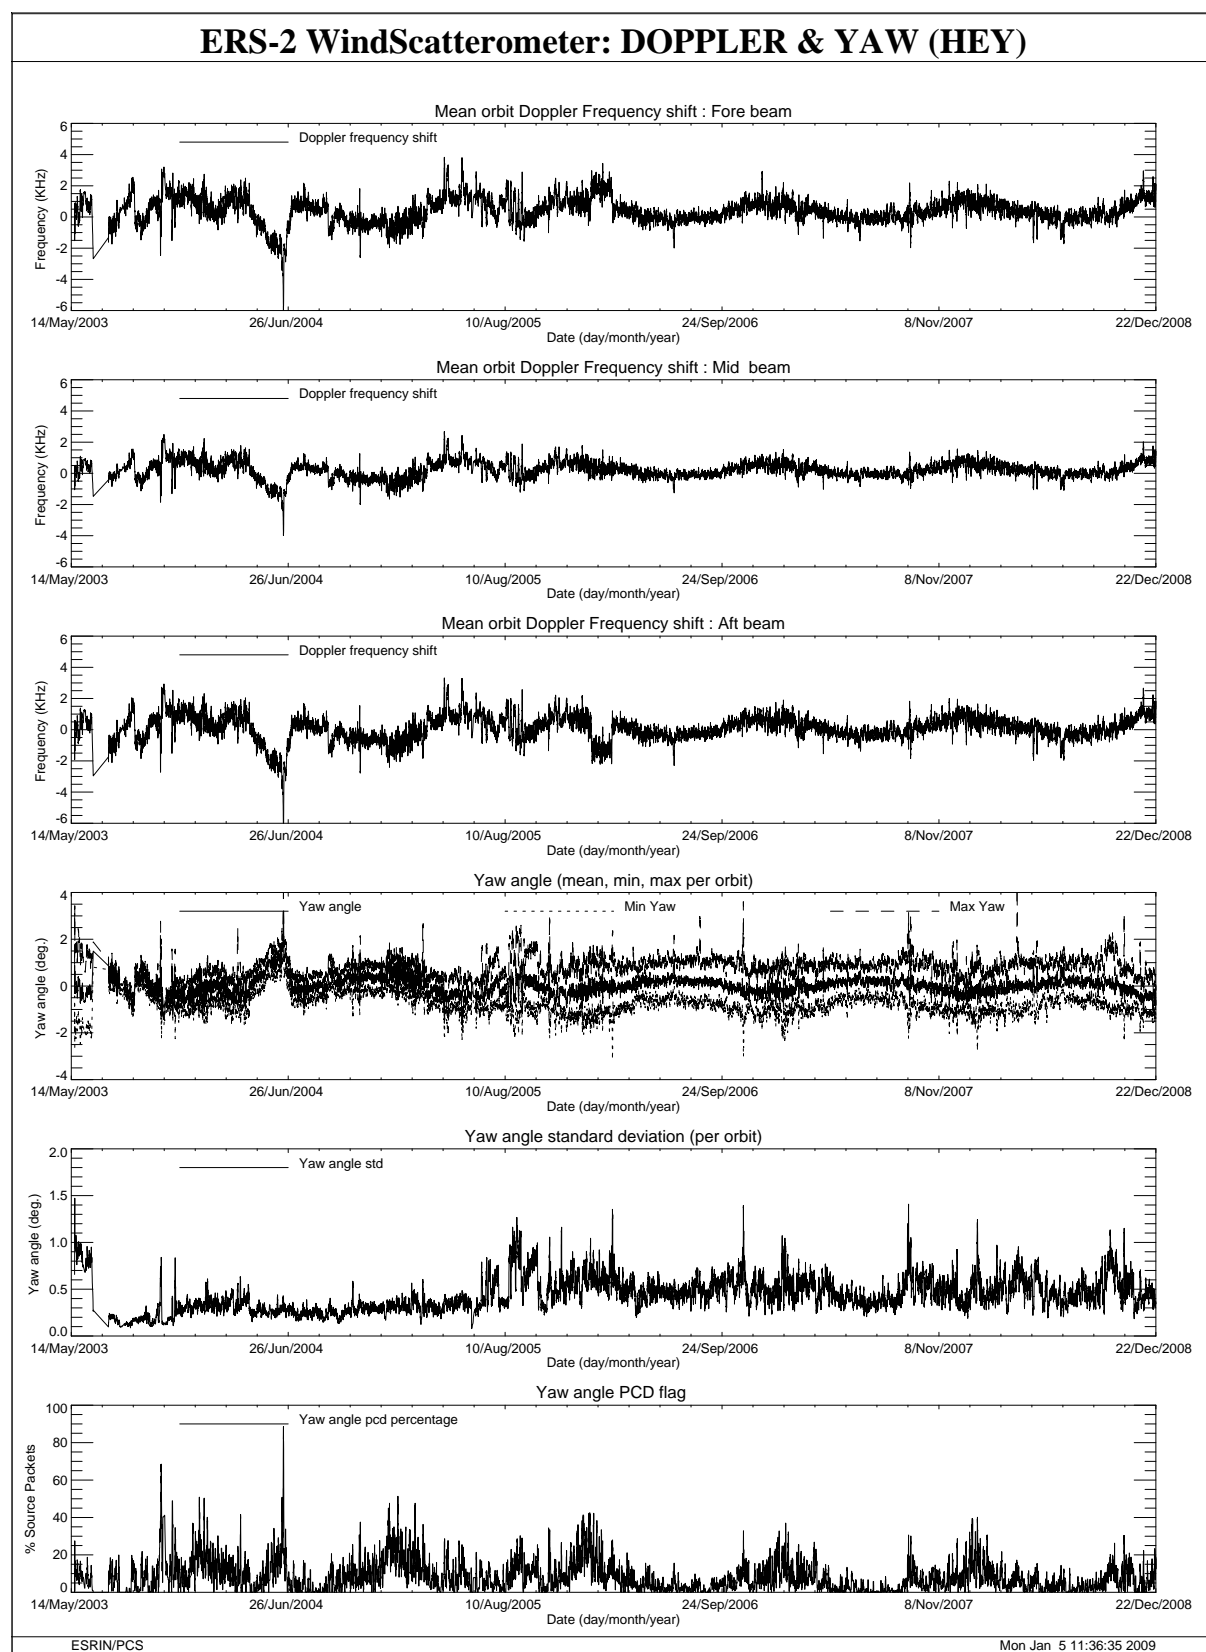 ERS-2 WindScatterometer: DOPPLER & YAW (HEY)
Mean orbit Doppler Frequency shift : Fore beam
Doppler frequency shift
Frequency (KHz)
6
4
2
0
-2
-4
-6
14/May/2003 26/Jun/2004 10/Aug/2005 24/Sep/2006 8/Nov/2007 22/Dec/2008
Date (day/month/year)
Mean orbit Doppler Frequency shift : Mid beam
Doppler frequency shift
Frequency (KHz)
6
4
2
0
-2
-4
-6
14/May/2003 26/Jun/2004 10/Aug/2005 24/Sep/2006 8/Nov/2007 22/Dec/2008
Date (day/month/year)
Mean orbit Doppler Frequency shift : Aft beam
Doppler frequency shift
Frequency (KHz)
6
4
2
0
-2
-4
-6
14/May/2003 26/Jun/2004 10/Aug/2005 24/Sep/2006 8/Nov/2007 22/Dec/2008
Date (day/month/year)
Yaw angle (mean, min, max per orbit)
Yaw angle Min Yaw Max Yaw
Yaw angle (deg.)
4
2
0
-2
-4
14/May/2003 26/Jun/2004 10/Aug/2005 24/Sep/2006 8/Nov/2007 22/Dec/2008
Date (day/month/year)
Yaw angle standard deviation (per orbit)
Yaw angle std
Yaw angle (deg.)
2.0
1.5
1.0
0.5
0.0
14/May/2003 26/Jun/2004 10/Aug/2005 24/Sep/2006 8/Nov/2007 22/Dec/2008
Date (day/month/year)
Yaw angle PCD flag
Yaw angle pcd percentage
% Source Packets
100
80
60
40
20
0
14/May/2003 26/Jun/2004 10/Aug/2005 24/Sep/2006 8/Nov/2007 22/Dec/2008
Date (day/month/year)
ESRIN/PCS Mon Jan 5 11:36:35 2009